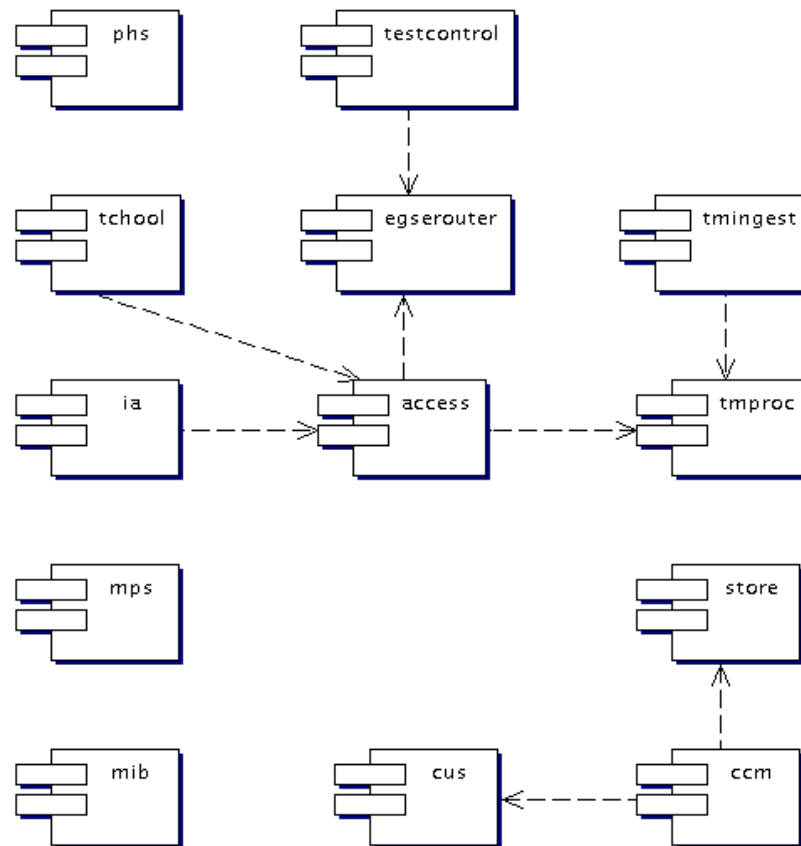 phs
testcontrol
tchool
egserouter
tmingest
ia
access
tmproc
mps
store
mib
cus
ccm